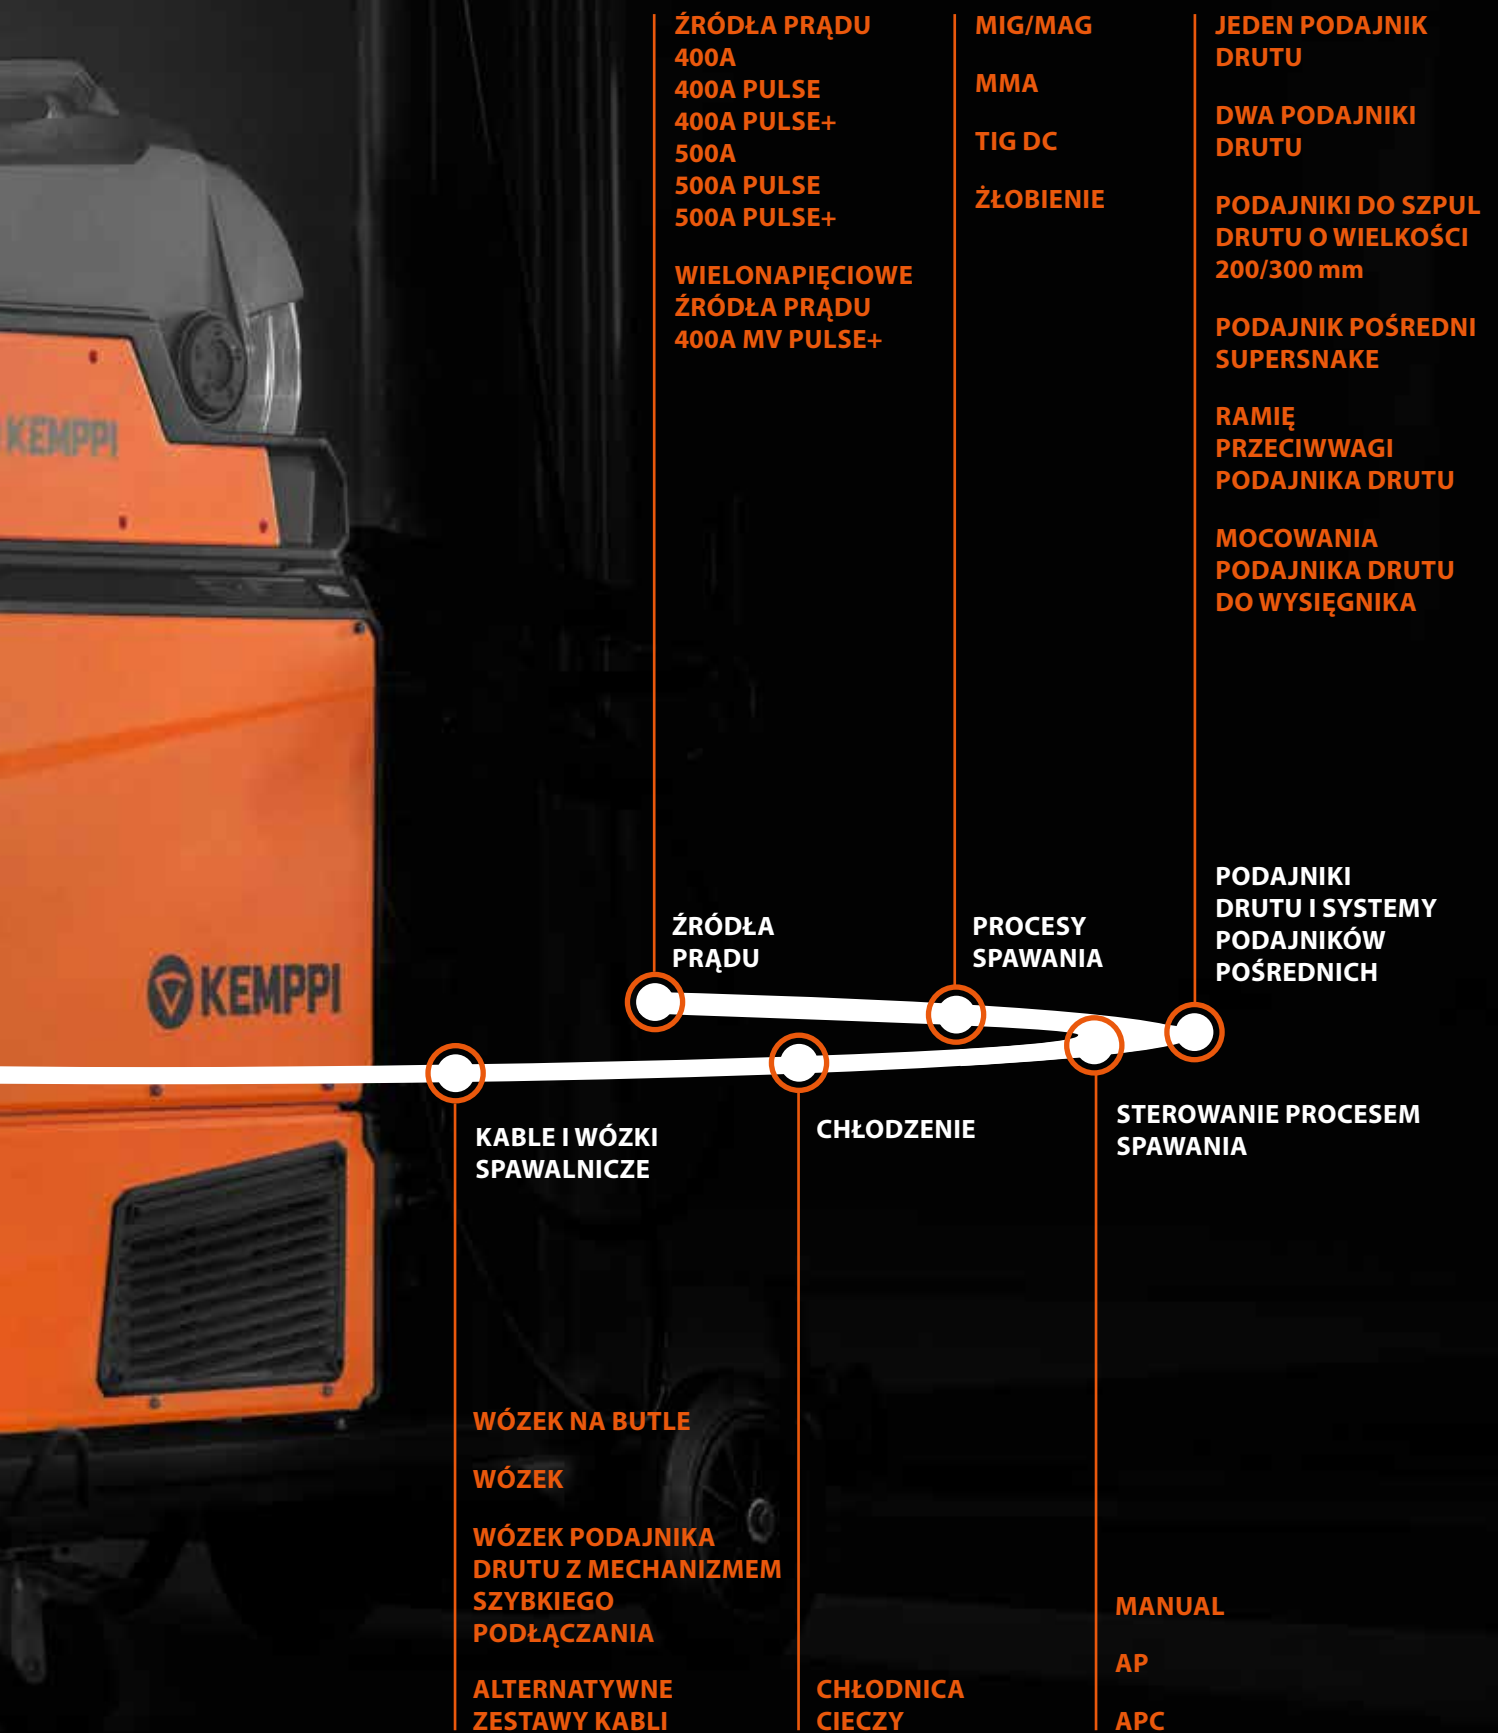 ŹRÓDŁA PRĄDU
400A
400A PULSE
400A PULSE+
500A
500A PULSE
500A PULSE+
WIELONAPIĘCIOWE
ŹRÓDŁA PRĄDU
400A MV PULSE+
MIG/MAG
MMA
TIG DC
ŻŁOBIENIE
JEDEN PODAJNIK
DRUTU
DWA PODAJNIKI
DRUTU
PODAJNIKI DO SZPUL
DRUTU O WIELKOŚCI
200/300 mm
PODAJNIK POŚREDNI
SUPERSNAKE
RAMIĘ
PRZECIWWAGI
PODAJNIKA DRUTU
MOCOWANIA
PODAJNIKA DRUTU
DO WYSIĘGNIKA
KEMPPI
KEMPPI
ŹRÓDŁA
PRĄDU
PROCESY
SPAWANIA
PODAJNIKI
DRUTU I SYSTEMY
PODAJNIKÓW
POŚREDNICH
KABLE I WÓZKI
SPAWALNICZE
CHŁODZENIE
STEROWANIE PROCESEM
SPAWANIA
WÓZEK NA BUTLE
WÓZEK
WÓZEK PODAJNIKA
DRUTU Z MECHANIZMEM
SZYBKIEGO
PODŁĄCZANIA
ALTERNATYWNE
ZESTAWY KABLI
CHŁODNICA
CIECZY
MANUAL
AP
APC